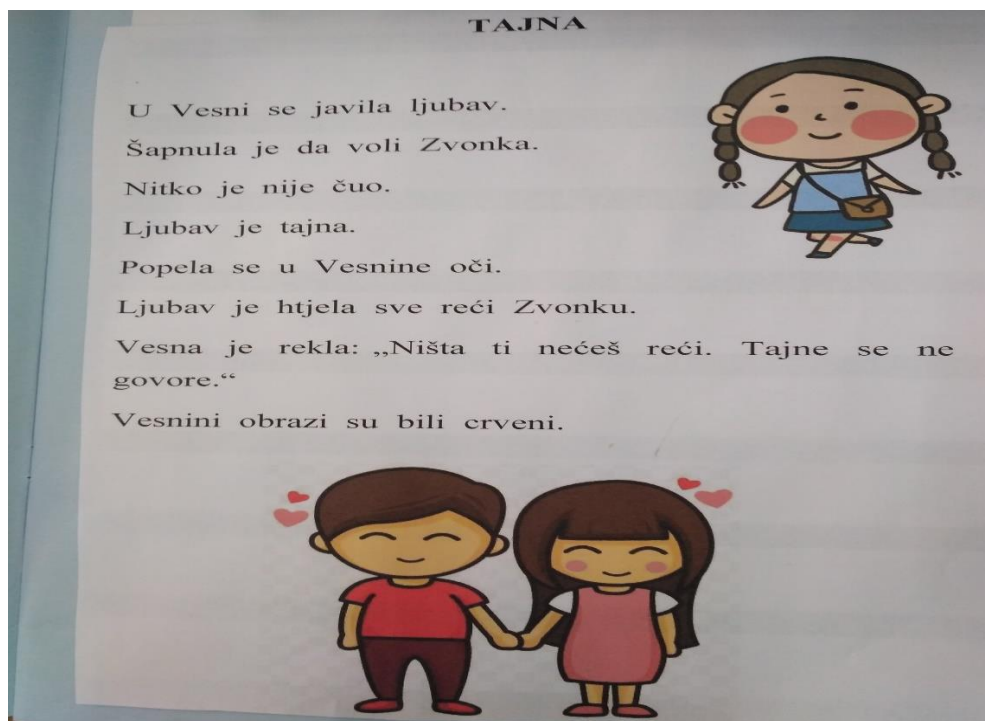 TAJNA
U Vesni se javila ljubav.
Šapnula je da voli Zvonka.
Nitko je nije čuo.
Ljubav je tajna.
Popela se u Vesnine oči.
Ljubav je htjela sve reći Zvonku.
Vesna je rekla: „Ništa ti nećeš reći. Tajne se ne
govore.“
Vesnini obrazi su bili crveni.